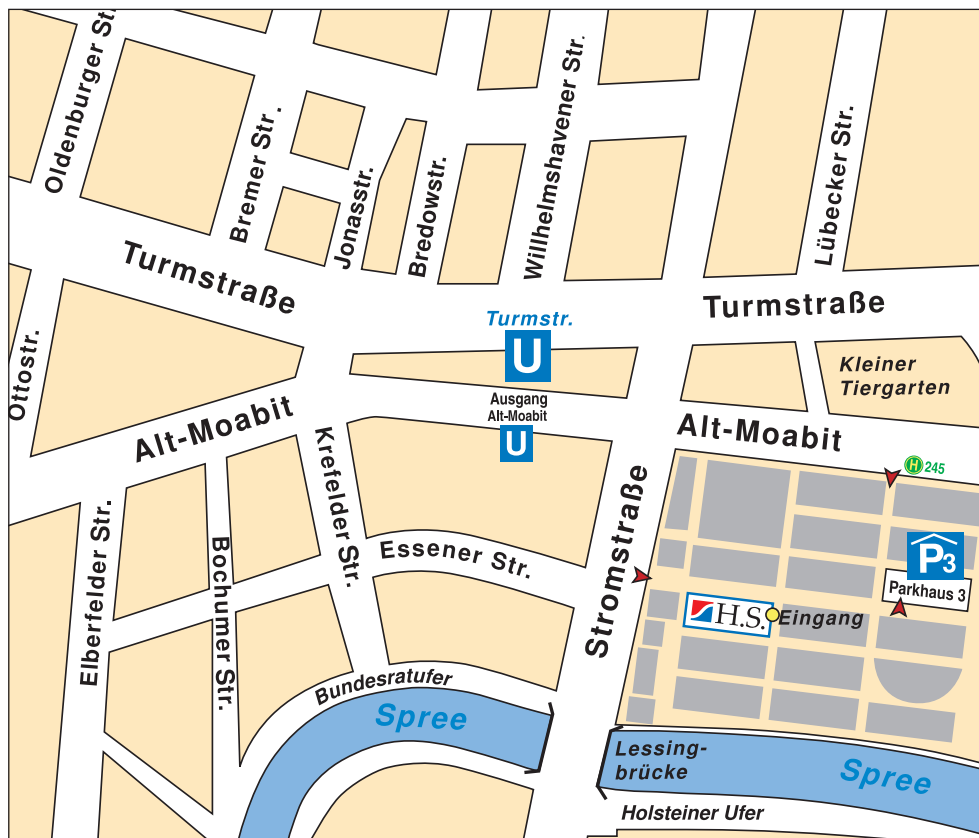 Oldenburger Str.
Bremer Str.
Jonasstr.
Bredowstr.
Willhelmshavener Str.
Lübecker Str.
Turmstraße
Turmstraße
Turmstr.
U
Ottostr.
Kleiner
Tiergarten
Ausgang
Alt-Moabit
U
Alt-Moabit
Alt-Moabit
H 245
Krefelder Str.
Essener Str.
Stromstraße
Elberfelder Str.
Bochumer Str.
P3
Parkhaus 3
H.S.
Eingang
Bundesratufer
Spree
Lessing-
brücke
Spree
Holsteiner Ufer